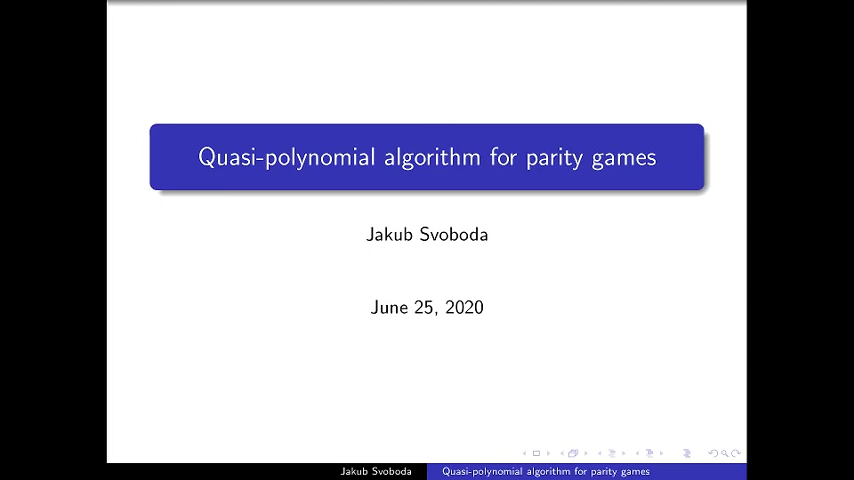 Quasi-polynomial algorithm for parity games
Jakub Svoboda
June 25, 2020
Jakub Svoboda
Quasi-polynomial algorithm for parity games